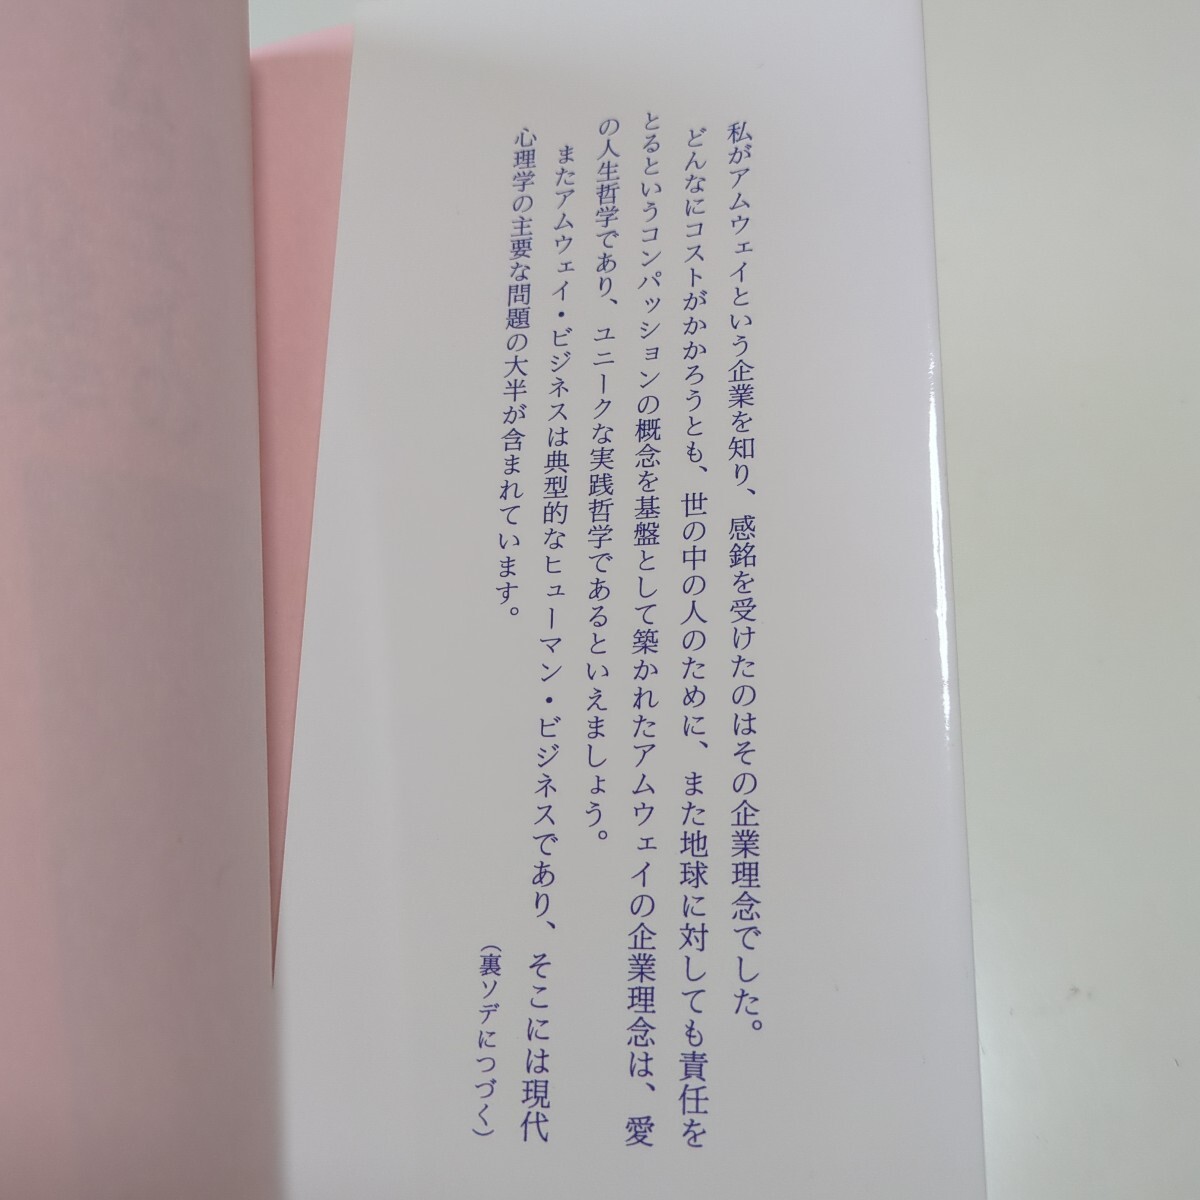 私がアムウェイという企業を知り、感銘を受けたのはその企業理念でした。
どんなにコストがかかろうとも、世の中の人のために、また地球に対しても責任を
とるというコンパッションの概念を基盤として築かれたアムウェイの企業理念は、愛
の人生哲学であり、ユニークな実践哲学であるといえましょう。
またアムウェイ・ビジネスは典型的なヒューマン・ビジネスであり、そこには現代
心理学の主要な問題の大半が含まれています。
（裏ソデにつづく）